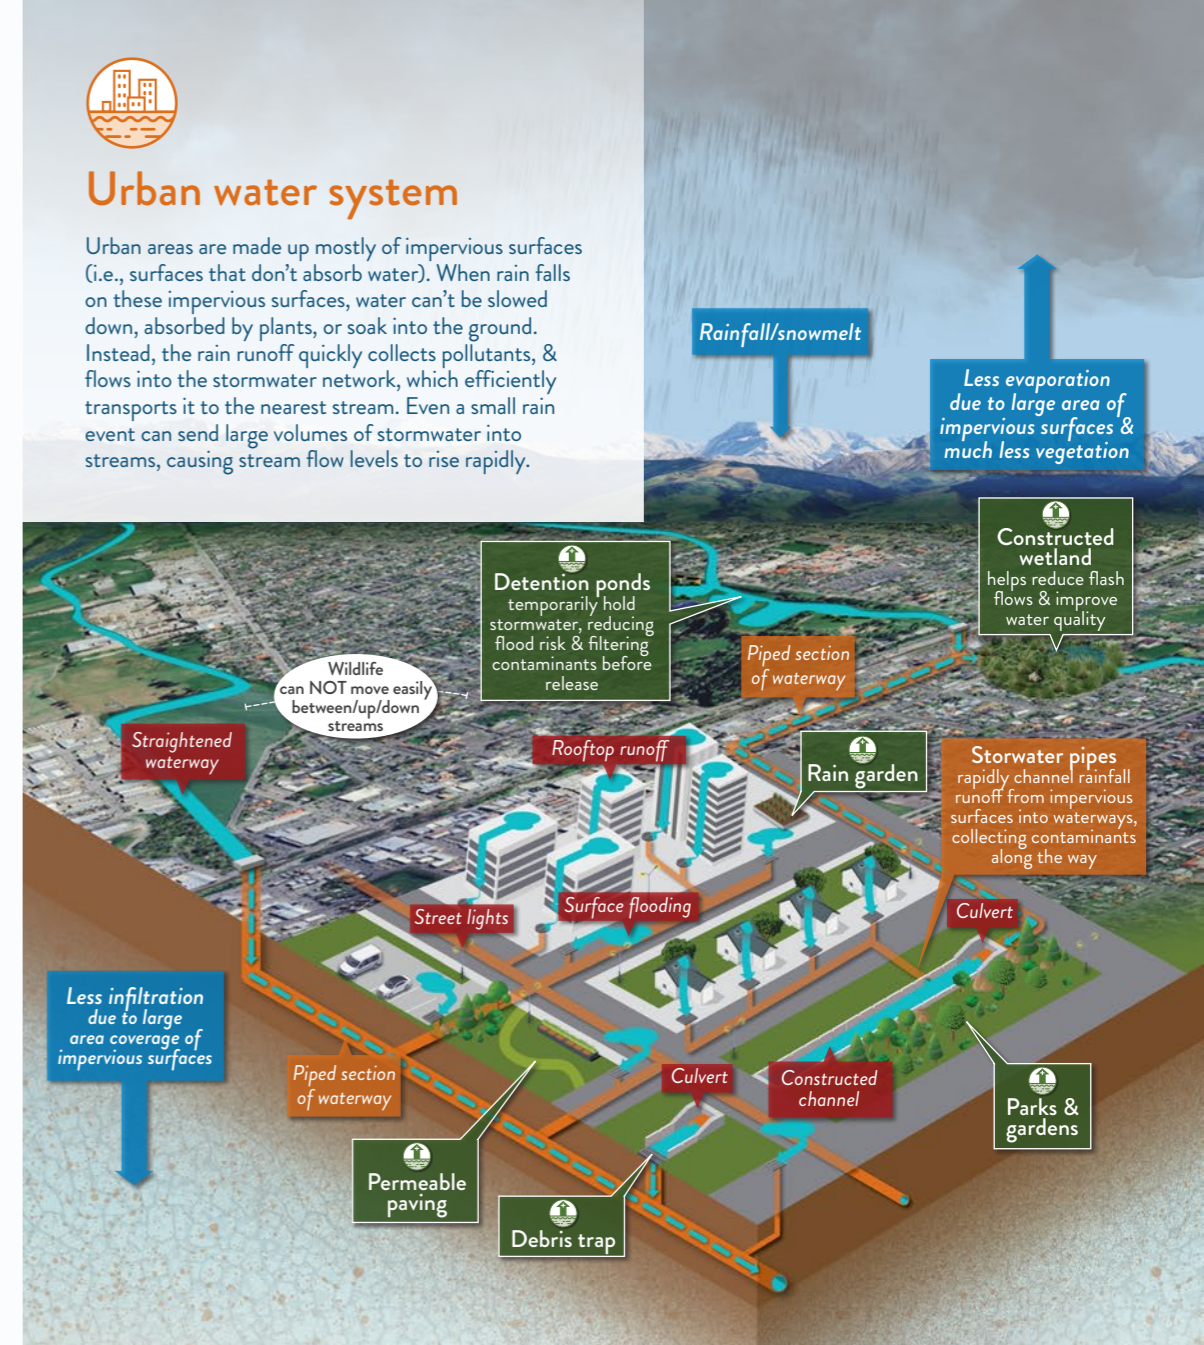 Urban water system
Urban areas are made up mostly of impervious surfaces
(i.e., surfaces that don't absorb water). When rain falls
on these impervious surfaces, water can't be slowed
down, absorbed by plants, or soak into the ground.
Instead, the rain runoff quickly collects pollutants, &
flows into the stormwater network, which efficiently
transports it to the nearest stream. Even a small rain
event can send large volumes of stormwater into
streams, causing stream flow levels to rise rapidly.
Rainfall/snowmelt
Less evaporation
due to large area of
impervious surfaces &
much less vegetation
Constructed
wetland
helps reduce flash
flows & improve
water quality
Detention ponds
temporarily hold
stormwater, reducing
flood risk & filtering
contaminants before
release
Piped section
of waterway
Wildlife
can NOT move easily
between/up/down
streams
Straightened
waterway
Rooftop runoff
Rain garden
Storwater pipes
rapidly channel rainfall
runoff from impervious
surfaces into waterways,
collecting contaminants
along the way
Street lights
Surface flooding
Culvert
Less infiltration
due to large
area coverage of
impervious surfaces
Piped section
of waterway
Culvert
Constructed
channel
Parks &
gardens
Permeable
paving
Debris trap